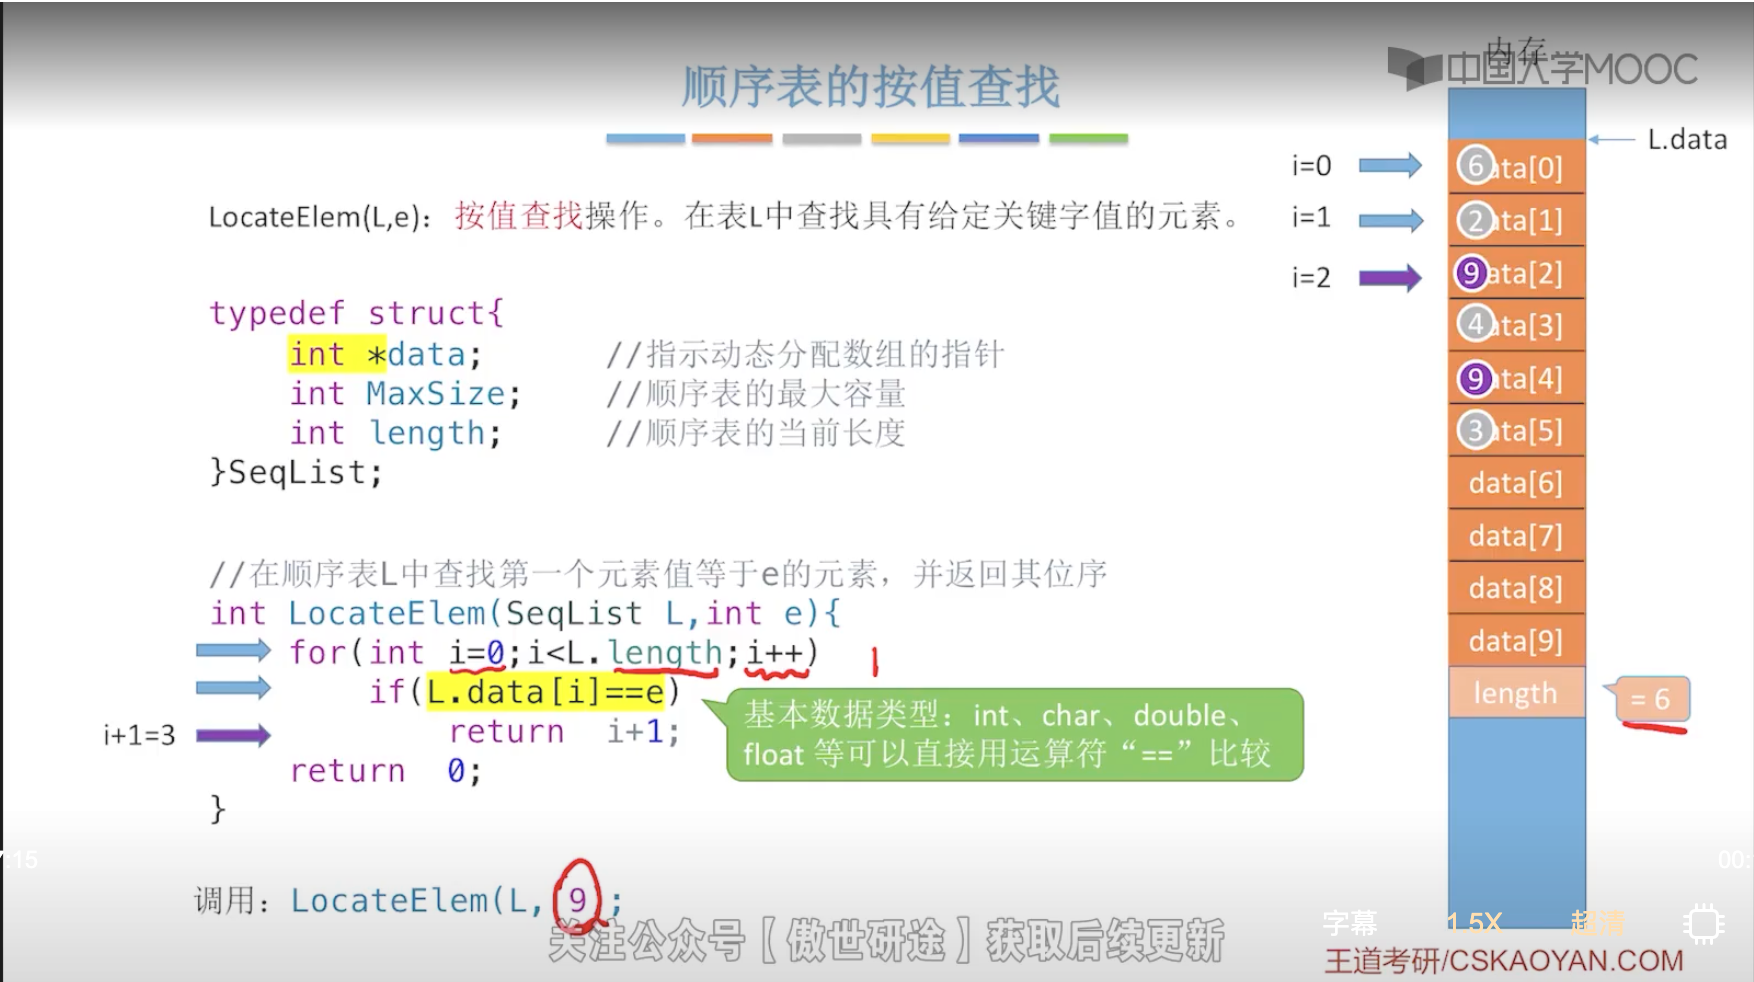 内存
中国大学MOOC
顺序表的按值查找
L.data
i=0
6 ata[0]
LocateElem(L,e)：按值查找操作。在表L中查找具有给定关键字值的元素。
i=1
2 ata[1]
i=2
9 ata[2]
typedef struct{
4 ata[3]
int *data; //指示动态分配数组的指针
9 ata[4]
int MaxSize; //顺序表的最大容量
int length; //顺序表的当前长度
3 ata[5]
}SeqList;
data[6]
data[7]
//在顺序表L中查找第一个元素值等于e的元素，并返回其位序
data[8]
int LocateElem(SeqList L,int e){
data[9]
for(int i=0;i<L.length;i++)
if(L.data[i]==e)
length
= 6
基本数据类型：int、char、double、
float 等可以直接用运算符“==”比较
i+1=3
return i+1;
return 0;
}
:15
00:
调用：LocateElem(L, 9 ;
字幕
1.5X
超清
关注公众号【傲世研途】获取后续更新
王道考研/CSKAOYAN.COM